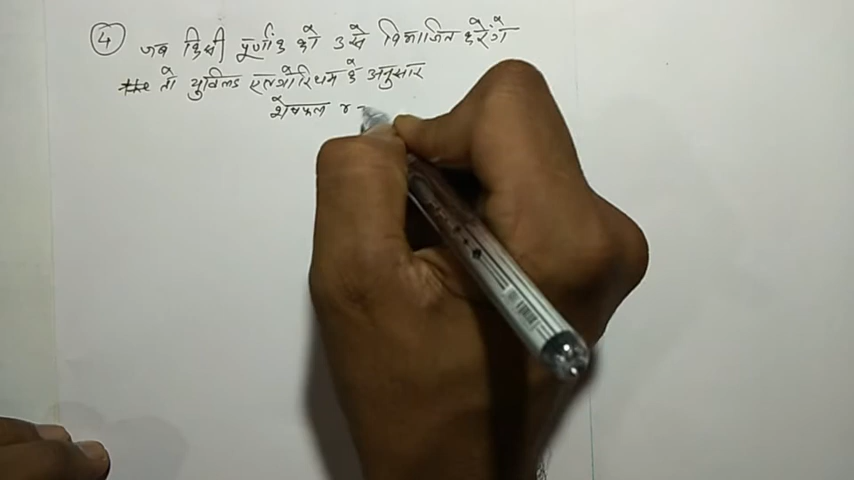 ④ जब किसी पूर्णांक को 3 से विभाजित करेंगे
तो युक्लिड एल्गोरिथम के अनुसार
शेषफल r =